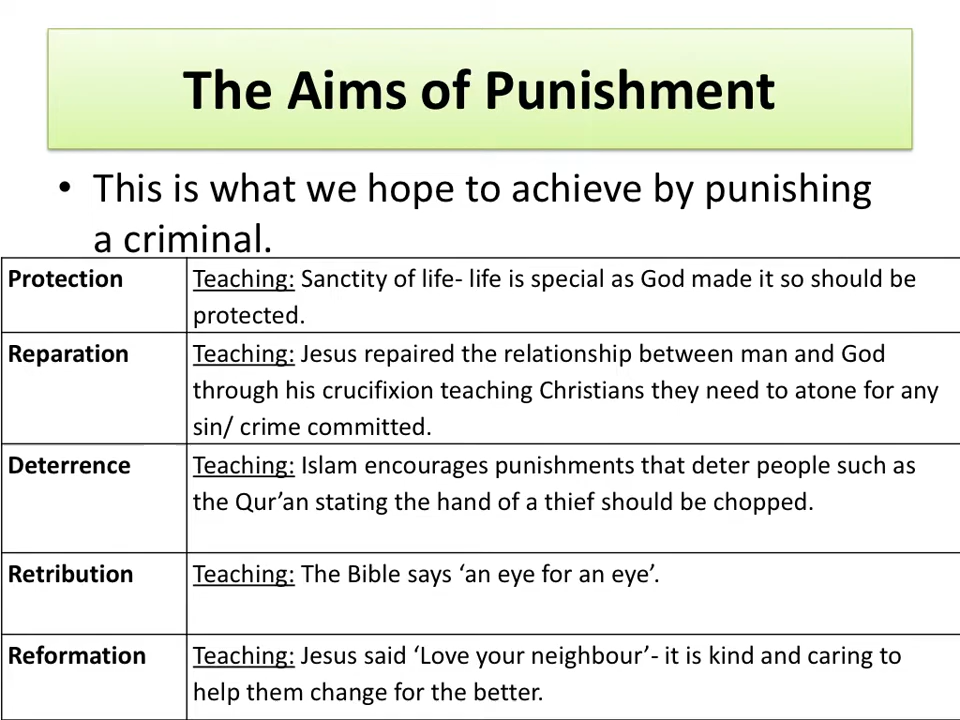 The Aims of Punishment
• This is what we hope to achieve by punishing
a criminal.
Protection
Teaching: Sanctity of life- life is special as God made it so should be
protected.
Reparation
Teaching: Jesus repaired the relationship between man and God
through his crucifixion teaching Christians they need to atone for any
sin/ crime committed.
Deterrence
Teaching: Islam encourages punishments that deter people such as
the Qur’an stating the hand of a thief should be chopped.
Retribution
Teaching: The Bible says ‘an eye for an eye’.
Reformation
Teaching: Jesus said ‘Love your neighbour’- it is kind and caring to
help them change for the better.